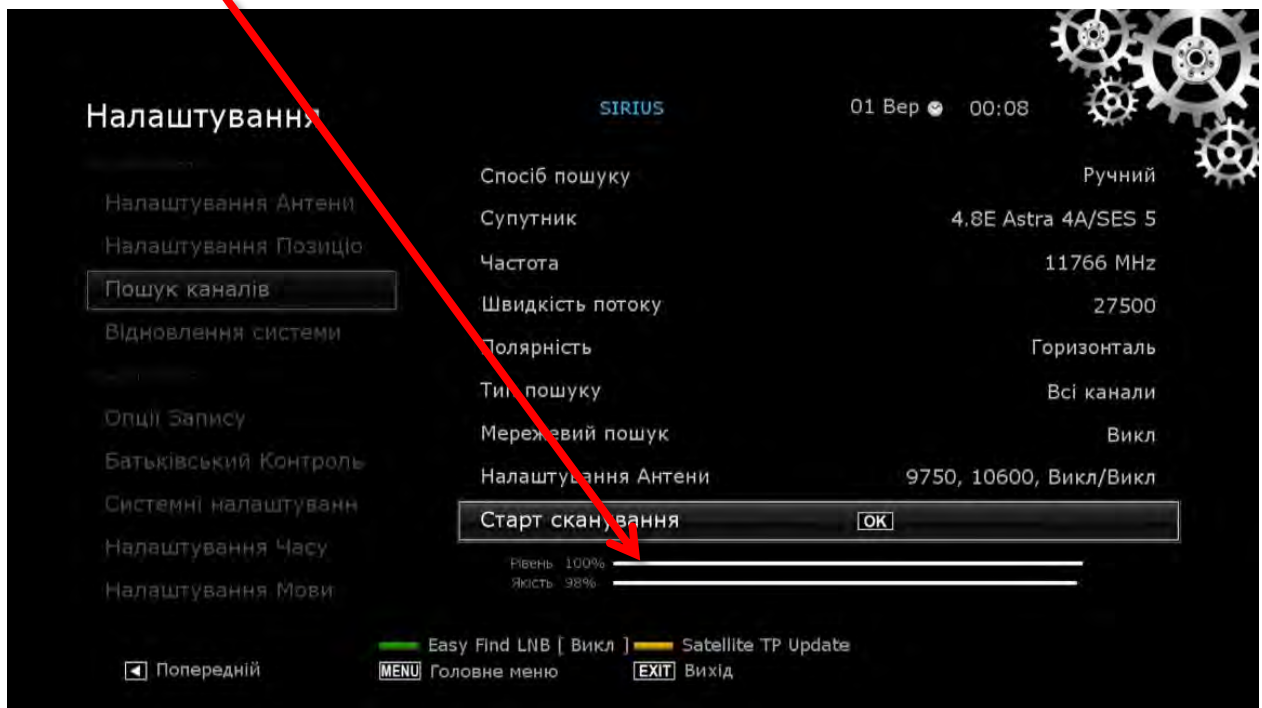 Налаштування
SIRIUS
01 Вер 00:08
Налаштування Антени
Налаштування Позиціо
Пошук каналів
Відновлення системи
Опції Запису
Батьківський Контроль
Системні налаштуванн
Налаштування Часу
Налаштування Мови
Спосіб пошуку Ручний
Супутник 4.8E Astra 4A/SES 5
Частота 11766 MHz
Швидкість потоку 27500
Полярність Горизонталь
Тип пошуку Всі канали
Мережевий пошук Викл
Налаштування Антени 9750, 10600, Викл/Викл
Старт сканування OK
Рівень 100%
Якість 98%
Easy Find LNB [ Викл ] Satellite TP Update
Попередній MENU Головне меню EXIT Вихід